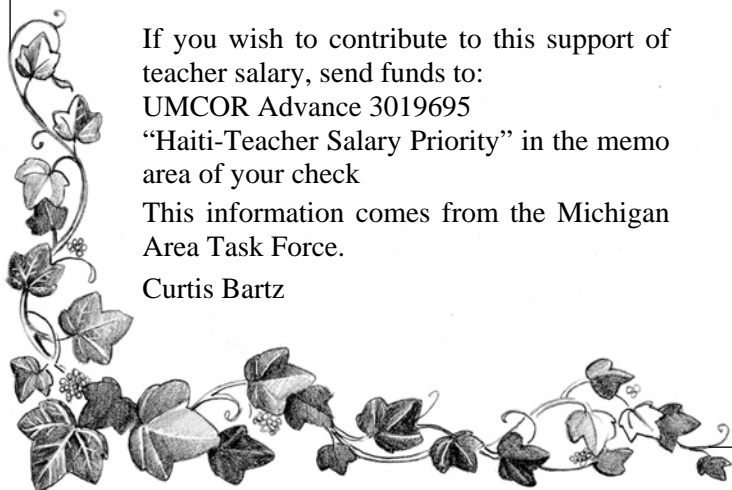 If you wish to contribute to this support of
teacher salary, send funds to:
UMCOR Advance 3019695
“Haiti-Teacher Salary Priority” in the memo
area of your check
This information comes from the Michigan
Area Task Force.
Curtis Bartz